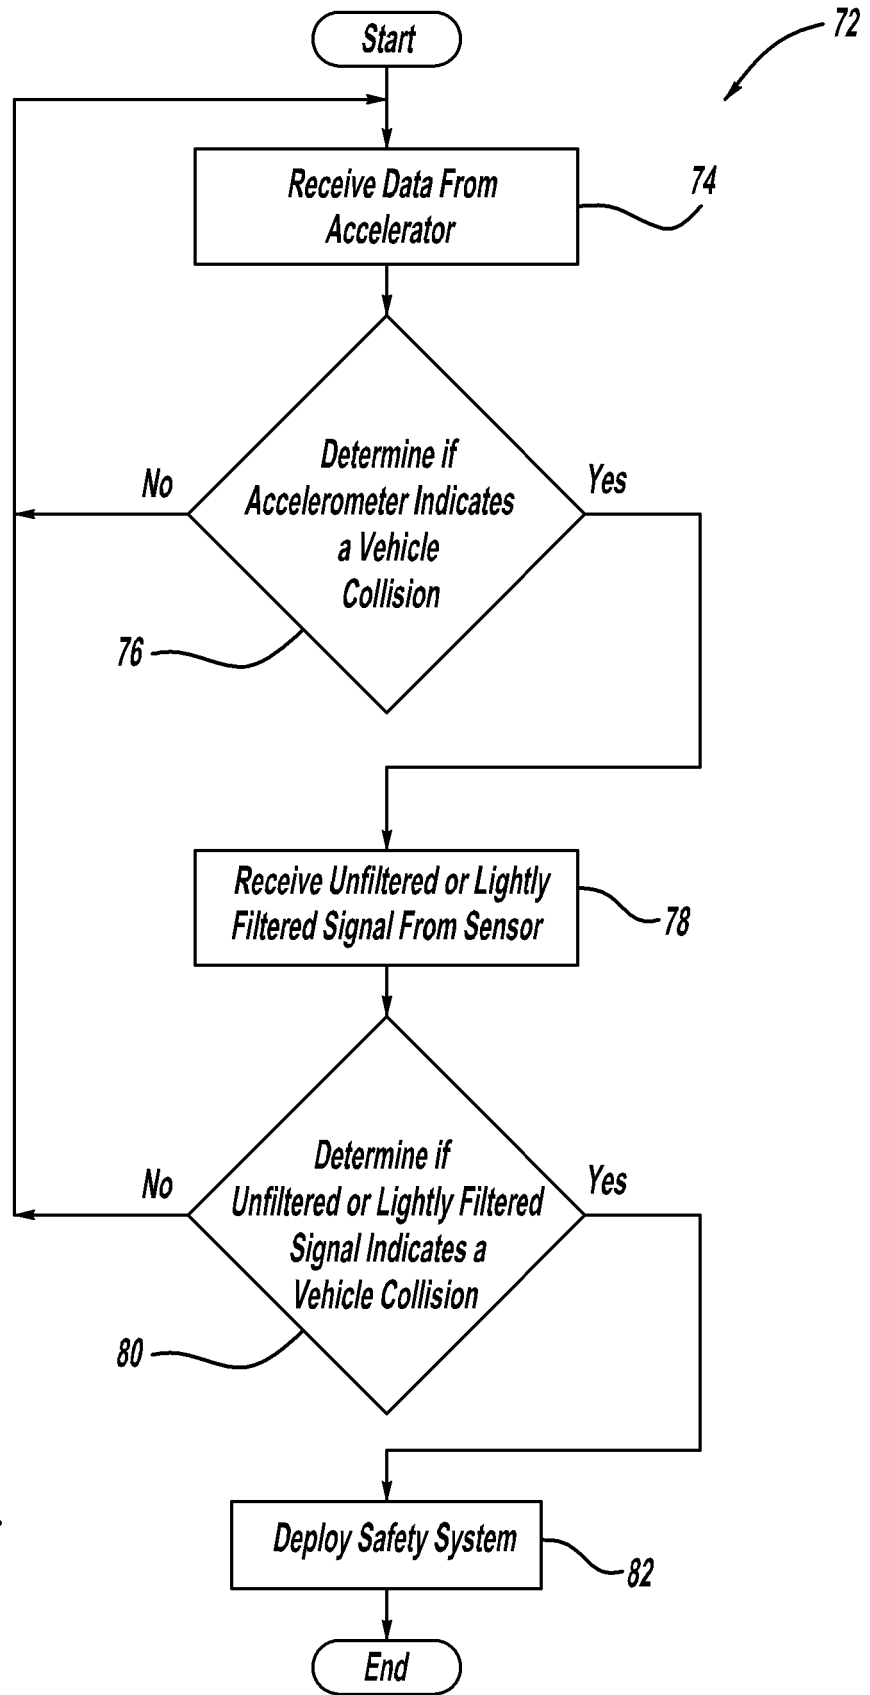 Start
72
Receive Data From
Accelerator
74
Determine if
Accelerometer Indicates
a Vehicle
Collision
No
Yes
76
Receive Unfiltered or Lightly
Filtered Signal From Sensor
78
Determine if
Unfiltered or Lightly Filtered
Signal Indicates a
Vehicle Collision
No
Yes
80
Deploy Safety System
82
End